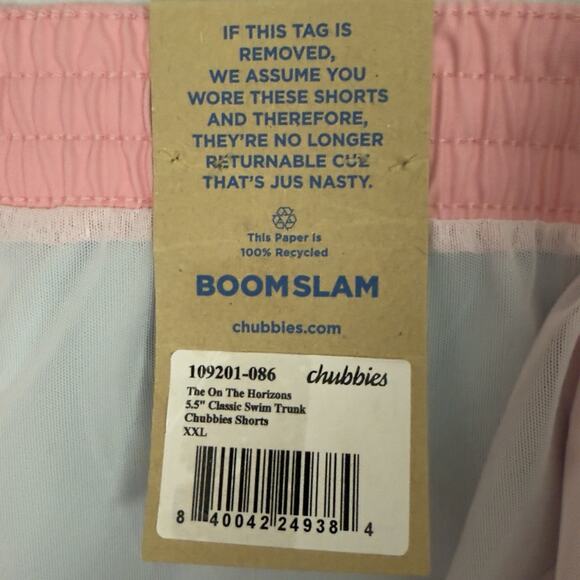 IF THIS TAG IS
REMOVED,
WE ASSUME YOU
WORE THESE SHORTS
AND THEREFORE,
THEY'RE NO LONGER
RETURNABLE CUZ
THAT'S JUS NASTY.
This Paper is
100% Recycled
BOOMSLAM
chubbies.com
109201-086 chubbies
The On The Horizons
5.5" Classic Swim Trunk
Chubbies Shorts
XXL
8 40042 24938 4